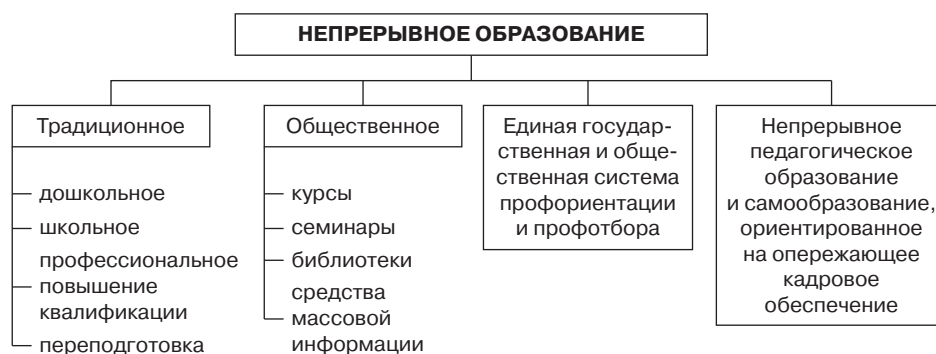 НЕПРЕРЫВНОЕ ОБРАЗОВАНИЕ
Традиционное
дошкольное
школьное
профессиональное
повышение
квалификации
переподготовка
Общественное
курсы
семинары
библиотеки
средства
массовой
информации
Единая государ-
ственная и обще-
ственная система
профориентации
и профотбора
Непрерывное
педагогическое
образование
и самообразование,
ориентированное
на опережающее
кадровое
обеспечение